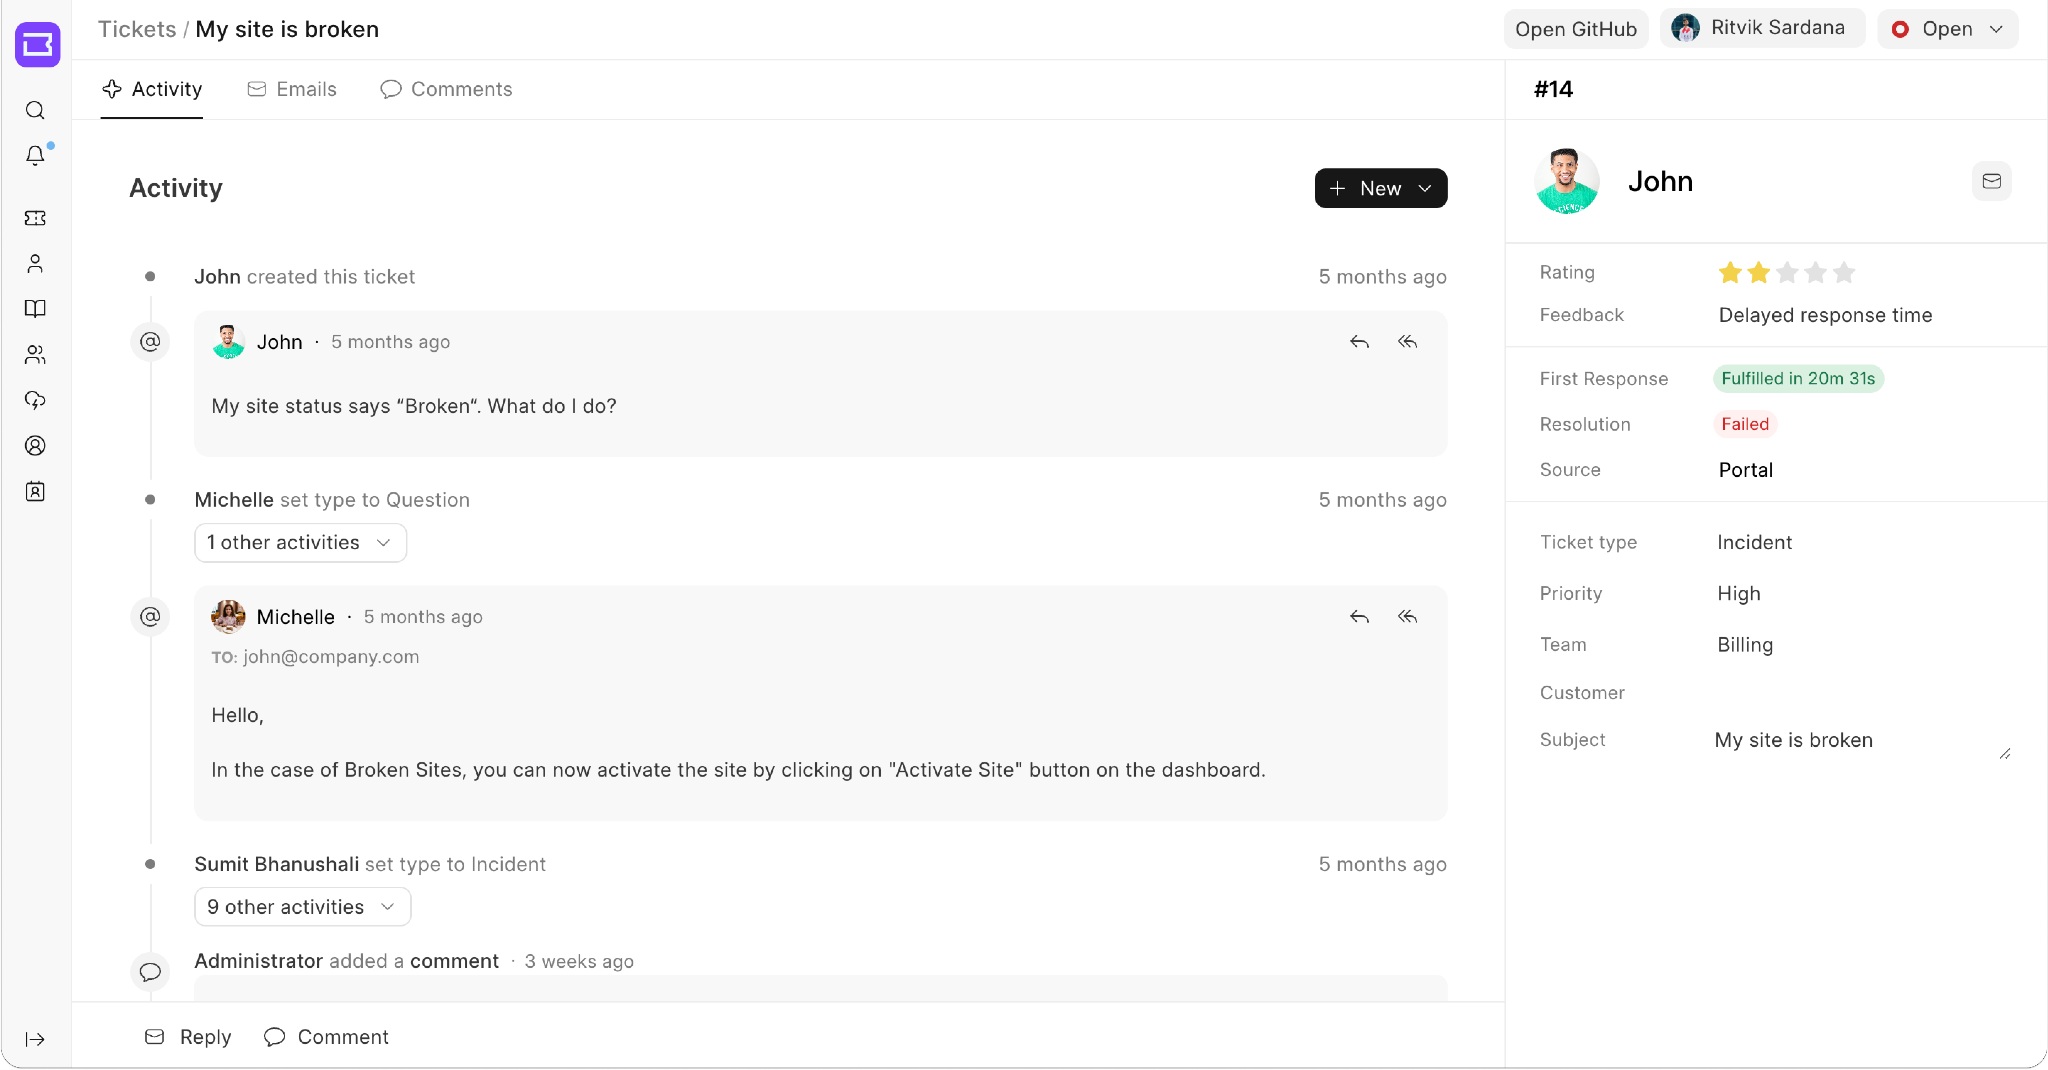 Tickets / My site is broken
Open GitHub
Ritvik Sardana
Open
Activity
Emails
Comments
#14
Activity
New
John
John created this ticket
5 months ago
John · 5 months ago
My site status says “Broken“. What do I do?
Michelle set type to Question
5 months ago
1 other activities
Michelle · 5 months ago
TO: john@company.com
Hello,
In the case of Broken Sites, you can now activate the site by clicking on "Activate Site" button on the dashboard.
Sumit Bhanushali set type to Incident
5 months ago
9 other activities
Administrator added a comment · 3 weeks ago
Reply
Comment
Rating
Feedback
Delayed response time
First Response
Fulfilled in 20m 31s
Resolution
Failed
Source
Portal
Ticket type
Incident
Priority
High
Team
Billing
Customer
Subject
My site is broken